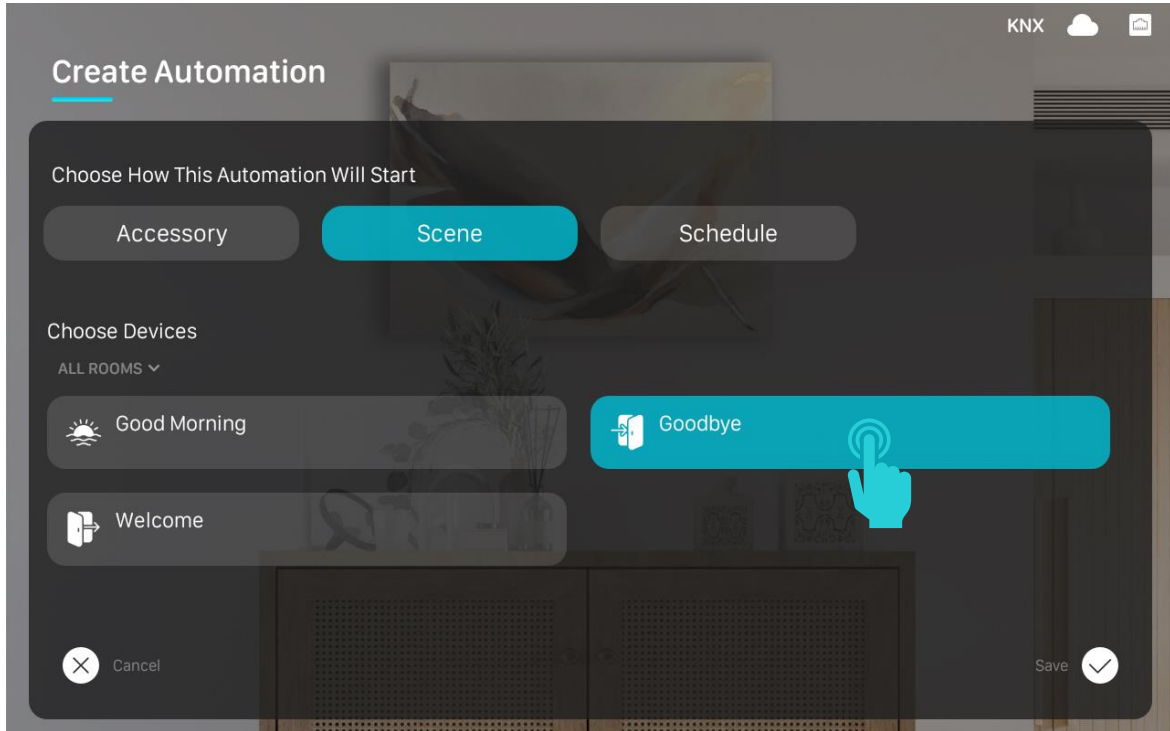 KNX
Create Automation
Choose How This Automation Will Start
Accessory Scene Schedule
Choose Devices
ALL ROOMS
Good Morning Goodbye
Welcome
Cancel Save